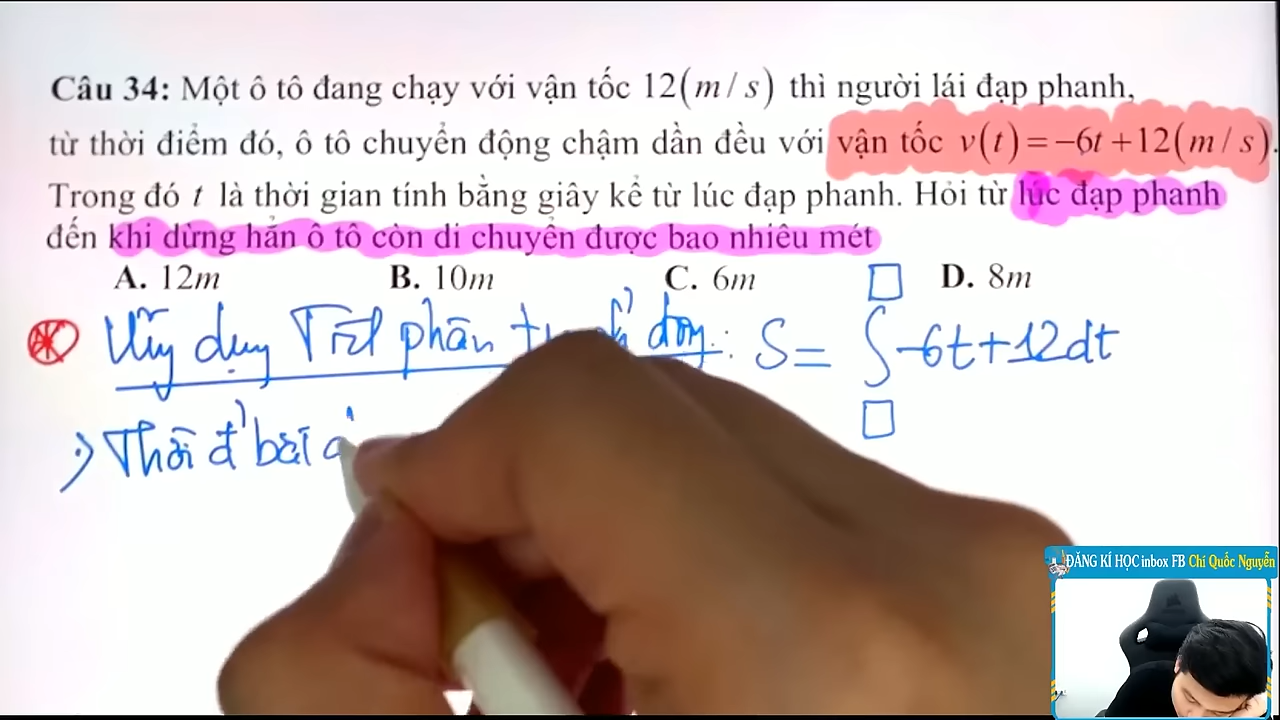 Câu 34: Một ô tô đang chạy với vận tốc 12(m/s) thì người lái đạp phanh,
từ thời điểm đó, ô tô chuyển động chậm dần đều với vận tốc v(t)=-6t+12(m/s).
Trong đó t là thời gian tính bằng giây kể từ lúc đạp phanh. Hỏi từ lúc đạp phanh
đến khi dừng hẳn ô tô còn di chuyển được bao nhiêu mét
A. 12m B. 10m C. 6m D. 8m
phân S = ∫ -6t+12dt
Thời đ' bắt
ĐĂNG KÍ HỌC inbox FB Chí Quốc Nguyễn